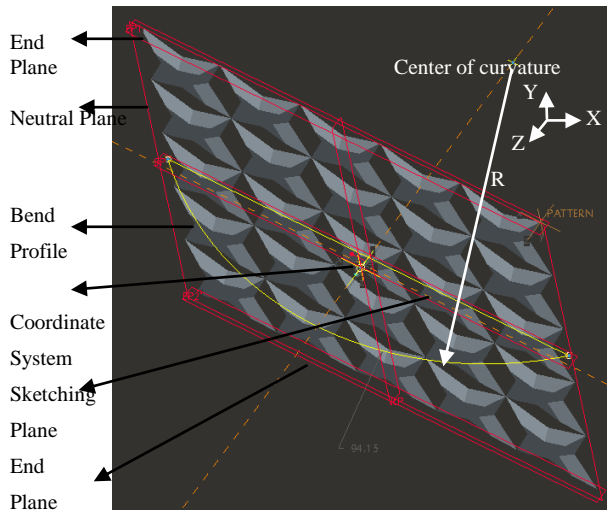 End
Plane
Neutral Plane
Bend
Profile
Coordinate
System
Sketching
Plane
End
Plane
Center of curvature
Y
X
Z
R
PATTERN
94.15